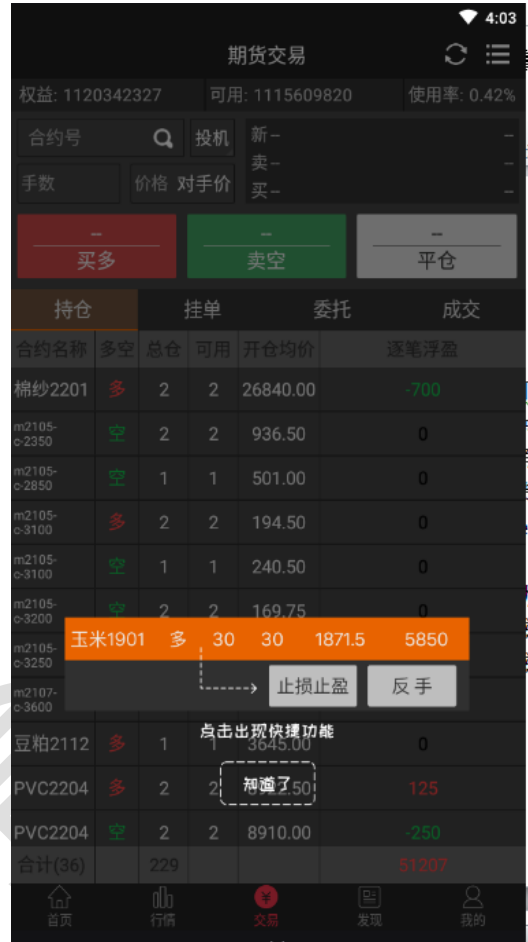 4:03
期货交易
权益: 1120342327 可用: 1115609820 使用率: 0.42%
合约号 投机 新 -- --
卖 --
手数 价格 对手价 买 -- --
-- -- --
买多 卖空 平仓
持仓 挂单 委托 成交
合约名称 多空 总仓 可用 开仓均价 逐笔浮盈
棉纱2201 多 2 2 26840.00 -700
m2105-
c-2350 空 2 2 936.50 0
m2105-
c-2850 空 1 1 501.00 0
m2105-
c-3100 多 2 2 194.50 0
m2105-
c-3100 空 1 1 240.50 0
m2105-
c-3200 空 2 2 169.75 0
玉米1901 多 30 30 1871.5 5850
m2105-
c-3250
止损止盈 反手
m2107-
c-3600
点击出现快捷功能
豆粕2112 多 1 1 3645.00 0
知道了
PVC2204 多 2 2 125
PVC2204 空 2 2 8910.00 -250
合计(36) 229 51207
首页 行情 交易 发现 我的